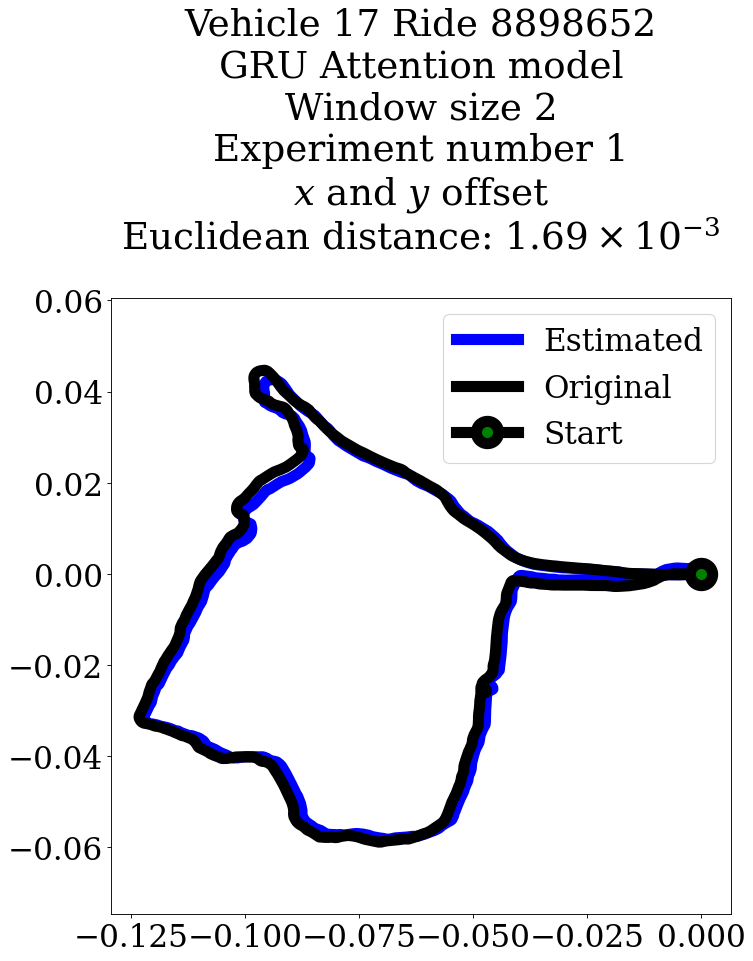 Vehicle 17 Ride 8898652
GRU Attention model
Window size 2
Experiment number 1
x and y offset
Euclidean distance: 1.69 × 10⁻³
0.06
0.04
0.02
0.00
−0.02
−0.04
−0.06
Estimated
Original
Start
−0.125−0.100−0.075−0.050−0.025 0.000